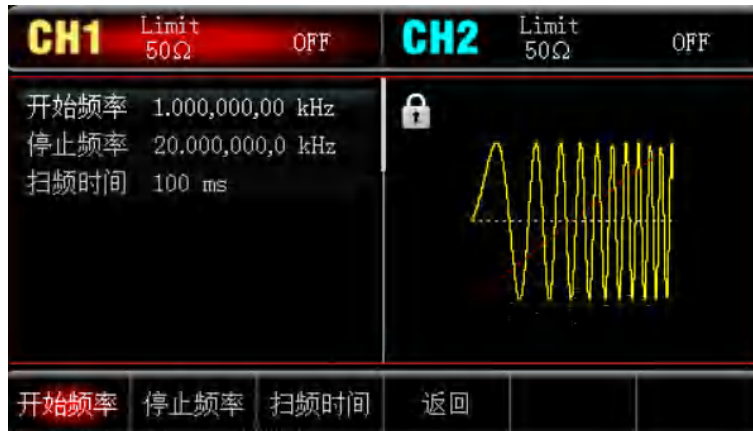 CH1 Limit 50Ω OFF CH2 Limit 50Ω OFF
开始频率 1.000,000,00 kHz
停止频率 20.000,000,0 kHz
扫频时间 100 ms
开始频率 停止频率 扫频时间 返回